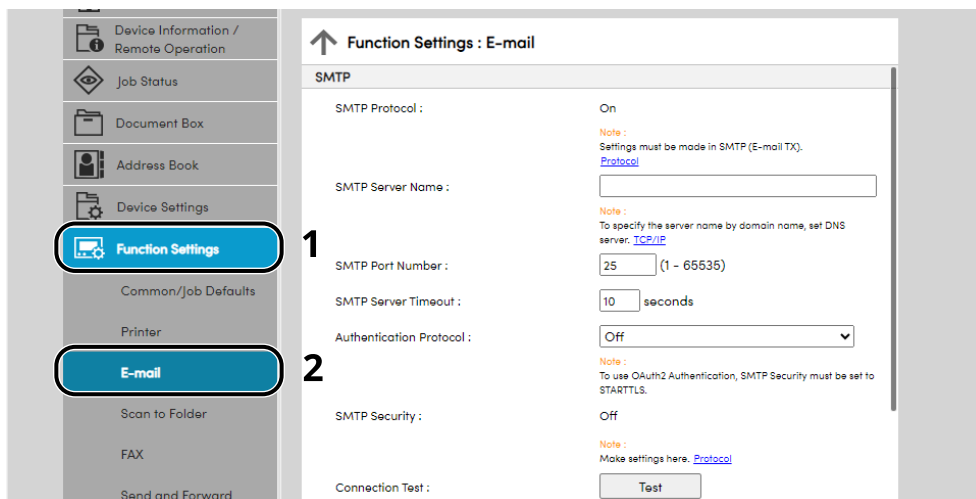 Device Information /
Remote Operation
Job Status
Document Box
Address Book
Device Settings
Function Settings
1
Common/Job Defaults
Printer
E-mail
2
Scan to Folder
FAX
Send and Forward
Function Settings : E-mail
SMTP
SMTP Protocol :
On
Note :
Settings must be made in SMTP (E-mail TX).
Protocol
SMTP Server Name :
Note :
To specify the server name by domain name, set DNS
server. TCP/IP
SMTP Port Number :
25 (1 - 65535)
SMTP Server Timeout :
10 seconds
Authentication Protocol :
Off
Note :
To use OAuth2 Authentication, SMTP Security must be set to
STARTTLS.
SMTP Security :
Off
Note :
Make settings here. Protocol
Connection Test :
Test